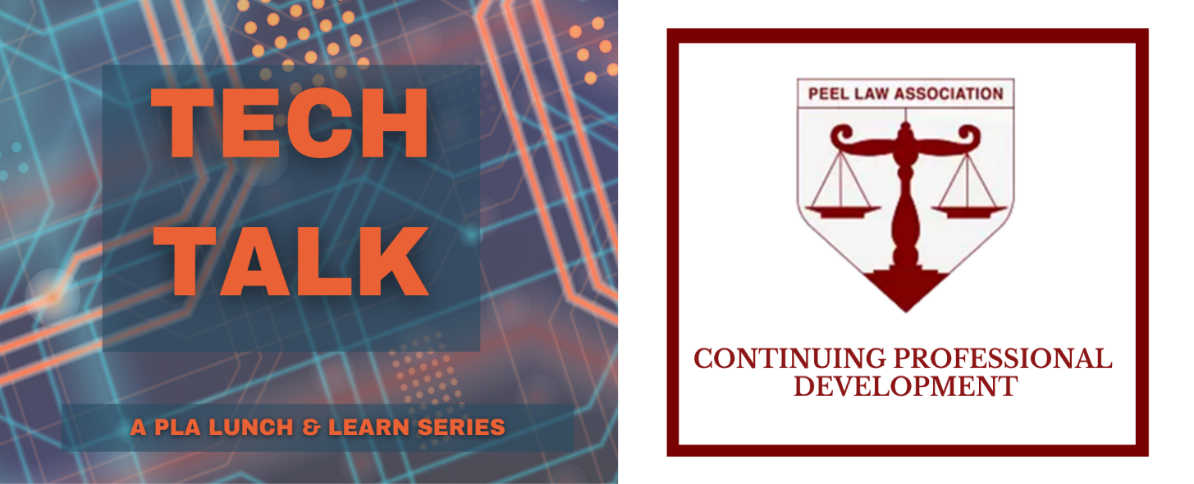 TECH
TALK
A PLA LUNCH & LEARN SERIES
PEEL LAW ASSOCIATION
CONTINUING PROFESSIONAL
DEVELOPMENT